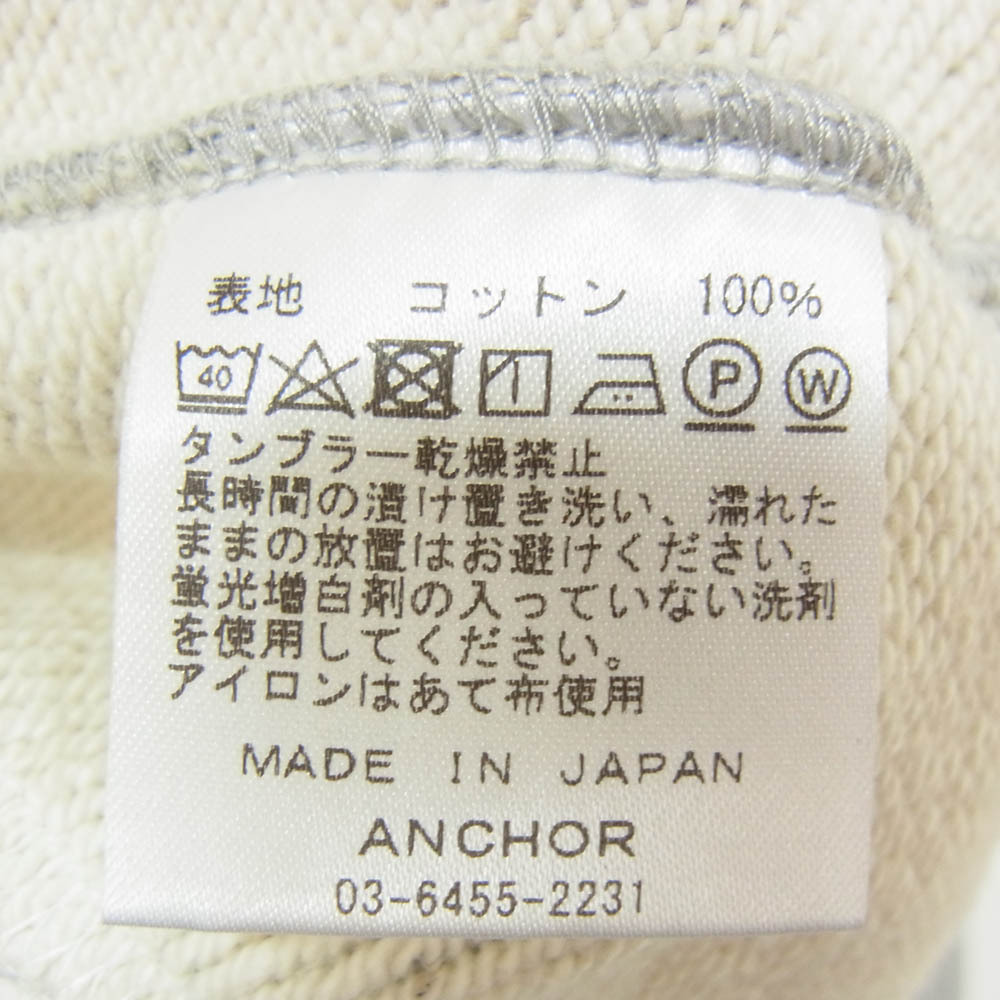 表地 コットン 100%
40 P W
タンブラー乾燥禁止
長時間の漬け置き洗い、濡れた
ままの放置はお避けください。
蛍光増白剤の入っていない洗剤
を使用してください。
アイロンはあて布使用
MADE IN JAPAN
ANCHOR
03-6455-2231